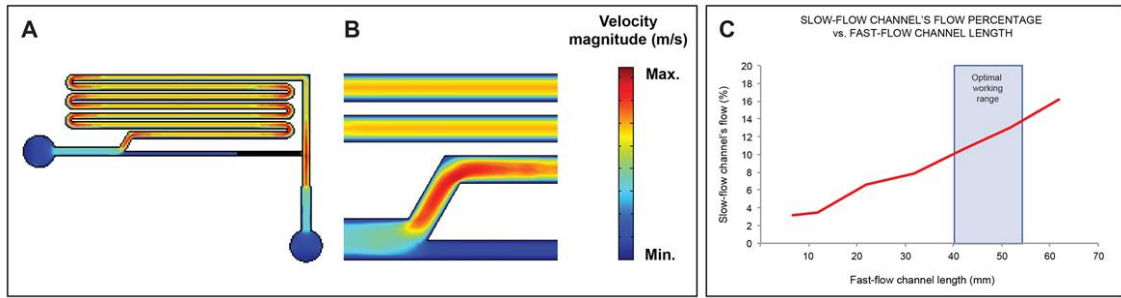 A
B
Velocity
magnitude (m/s)
Max.
Min.
C
SLOW-FLOW CHANNEL'S FLOW PERCENTAGE
vs. FAST-FLOW CHANNEL LENGTH
Slow-flow channel's flow (%)
20
18
16
14
12
10
8
6
4
2
0
Optimal
working
range
0 10 20 30 40 50 60 70
Fast-flow channel length (mm)